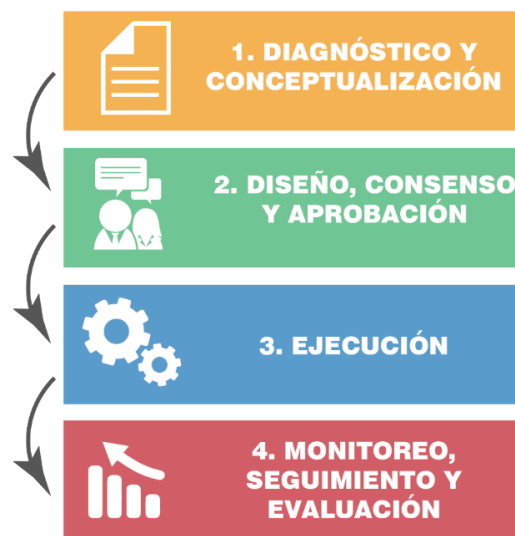 1. DIAGNÓSTICO Y
CONCEPTUALIZACIÓN
2. DISEÑO, CONSENSO
Y APROBACIÓN
3. EJECUCIÓN
4. MONITOREO,
SEGUIMIENTO Y
EVALUACIÓN